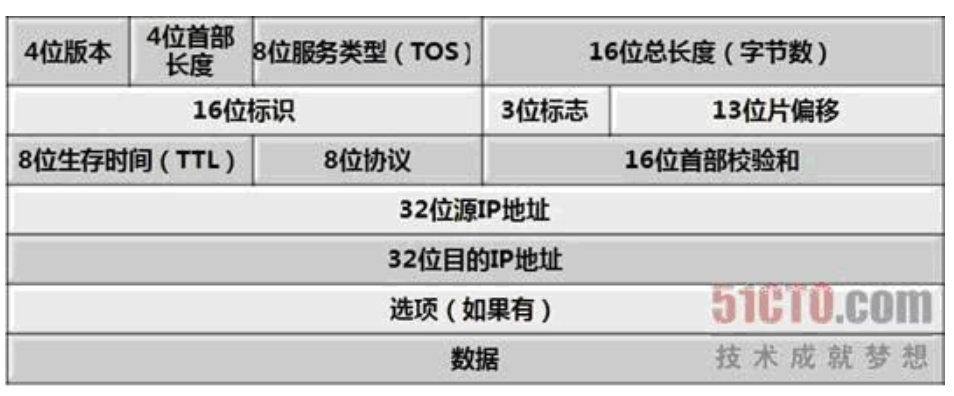 4位版本
4位首部
长度
8位服务类型（TOS）
16位总长度（字节数）
16位标识
3位标志
13位片偏移
8位生存时间（TTL）
8位协议
16位首部校验和
32位源IP地址
32位目的IP地址
选项（如果有）
数据
51CTO.com
技术成就梦想